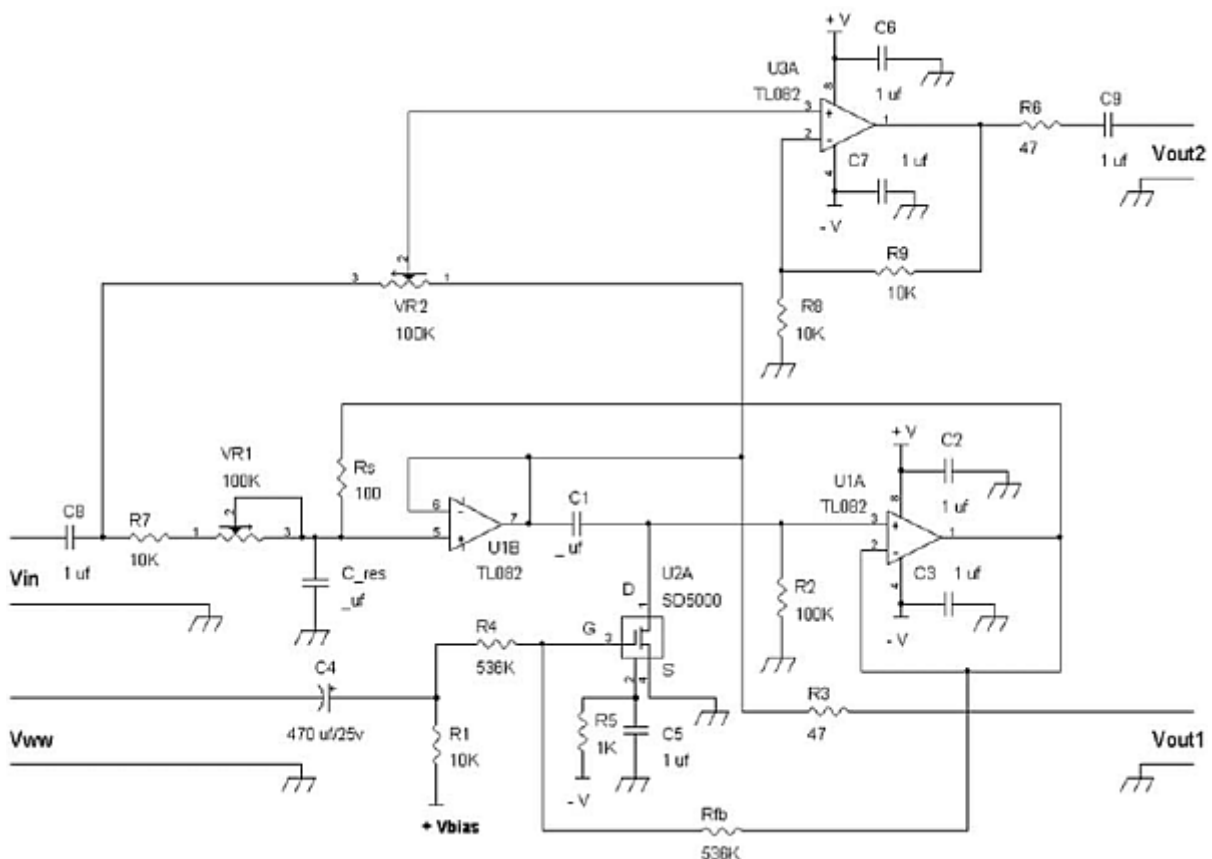 + V
C6
U3A
TL082
1 uf
8
3
+
2
-
1
4
C7
1 uf
- V
R6
47
C9
1 uf
Vout2
R9
10K
R8
10K
3
2
1
VR2
100K
VR1
100K
2
Rs
100
C8
1 uf
R7
10K
1
3
Vin
C_res
_uf
6
-
5
+
7
U1B
TL082
C1
_uf
+ V
C2
1 uf
U1A
TL082
8
3
+
2
-
1
4
C3
1 uf
- V
U2A
SD5000
D
1
G
3
S
2
4
R2
100K
R4
536K
C4
+
470 uf/25v
Vww
R1
10K
+ Vbias
R5
1K
- V
C5
1 uf
R3
47
Vout1
Rfb
536K